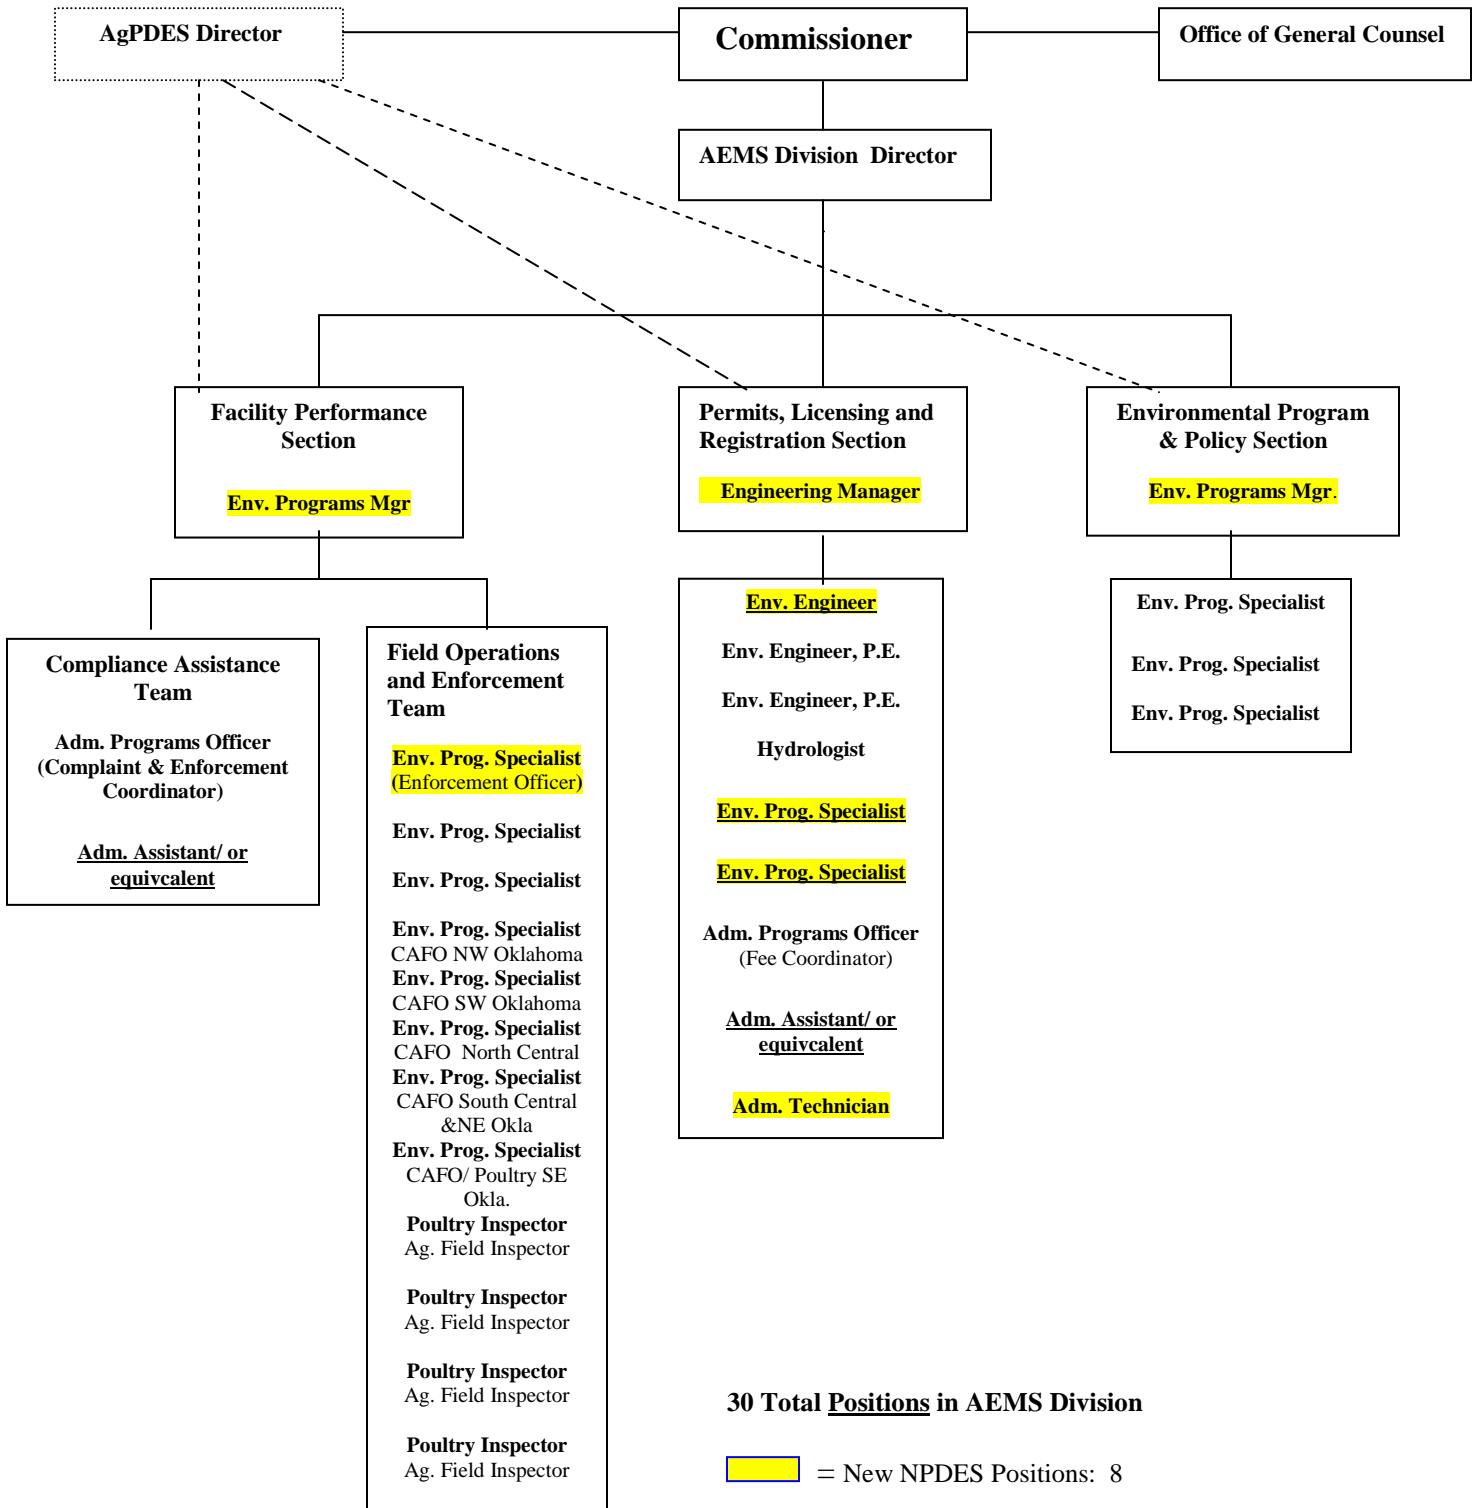 AgPDES Director
Commissioner
Office of General Counsel
AEMS Division  Director
Facility Performance
Section
Env. Programs Mgr
Permits, Licensing and
Registration Section
Engineering Manager
Environmental Program
& Policy Section
Env. Programs Mgr.
Compliance Assistance
Team
Adm. Programs Officer
(Complaint & Enforcement
Coordinator)
Adm. Assistant/ or
equivcalent
Field Operations
and Enforcement
Team
Env. Prog. Specialist
(Enforcement Officer)
Env. Prog. Specialist
Env. Prog. Specialist
Env. Prog. Specialist
CAFO NW Oklahoma
Env. Prog. Specialist
CAFO SW Oklahoma
Env. Prog. Specialist
CAFO  North Central
Env. Prog. Specialist
CAFO South Central
&NE Okla
Env. Prog. Specialist
CAFO/ Poultry SE
Okla.
Poultry Inspector
Ag. Field Inspector
Poultry Inspector
Ag. Field Inspector
Poultry Inspector
Ag. Field Inspector
Poultry Inspector
Ag. Field Inspector
Env. Engineer
Env. Engineer, P.E.
Env. Engineer, P.E.
Hydrologist
Env. Prog. Specialist
Env. Prog. Specialist
Adm. Programs Officer
(Fee Coordinator)
Adm. Assistant/ or
equivcalent
Adm. Technician
Env. Prog. Specialist
Env. Prog. Specialist
Env. Prog. Specialist
30 Total Positions in AEMS Division
= New NPDES Positions:  8